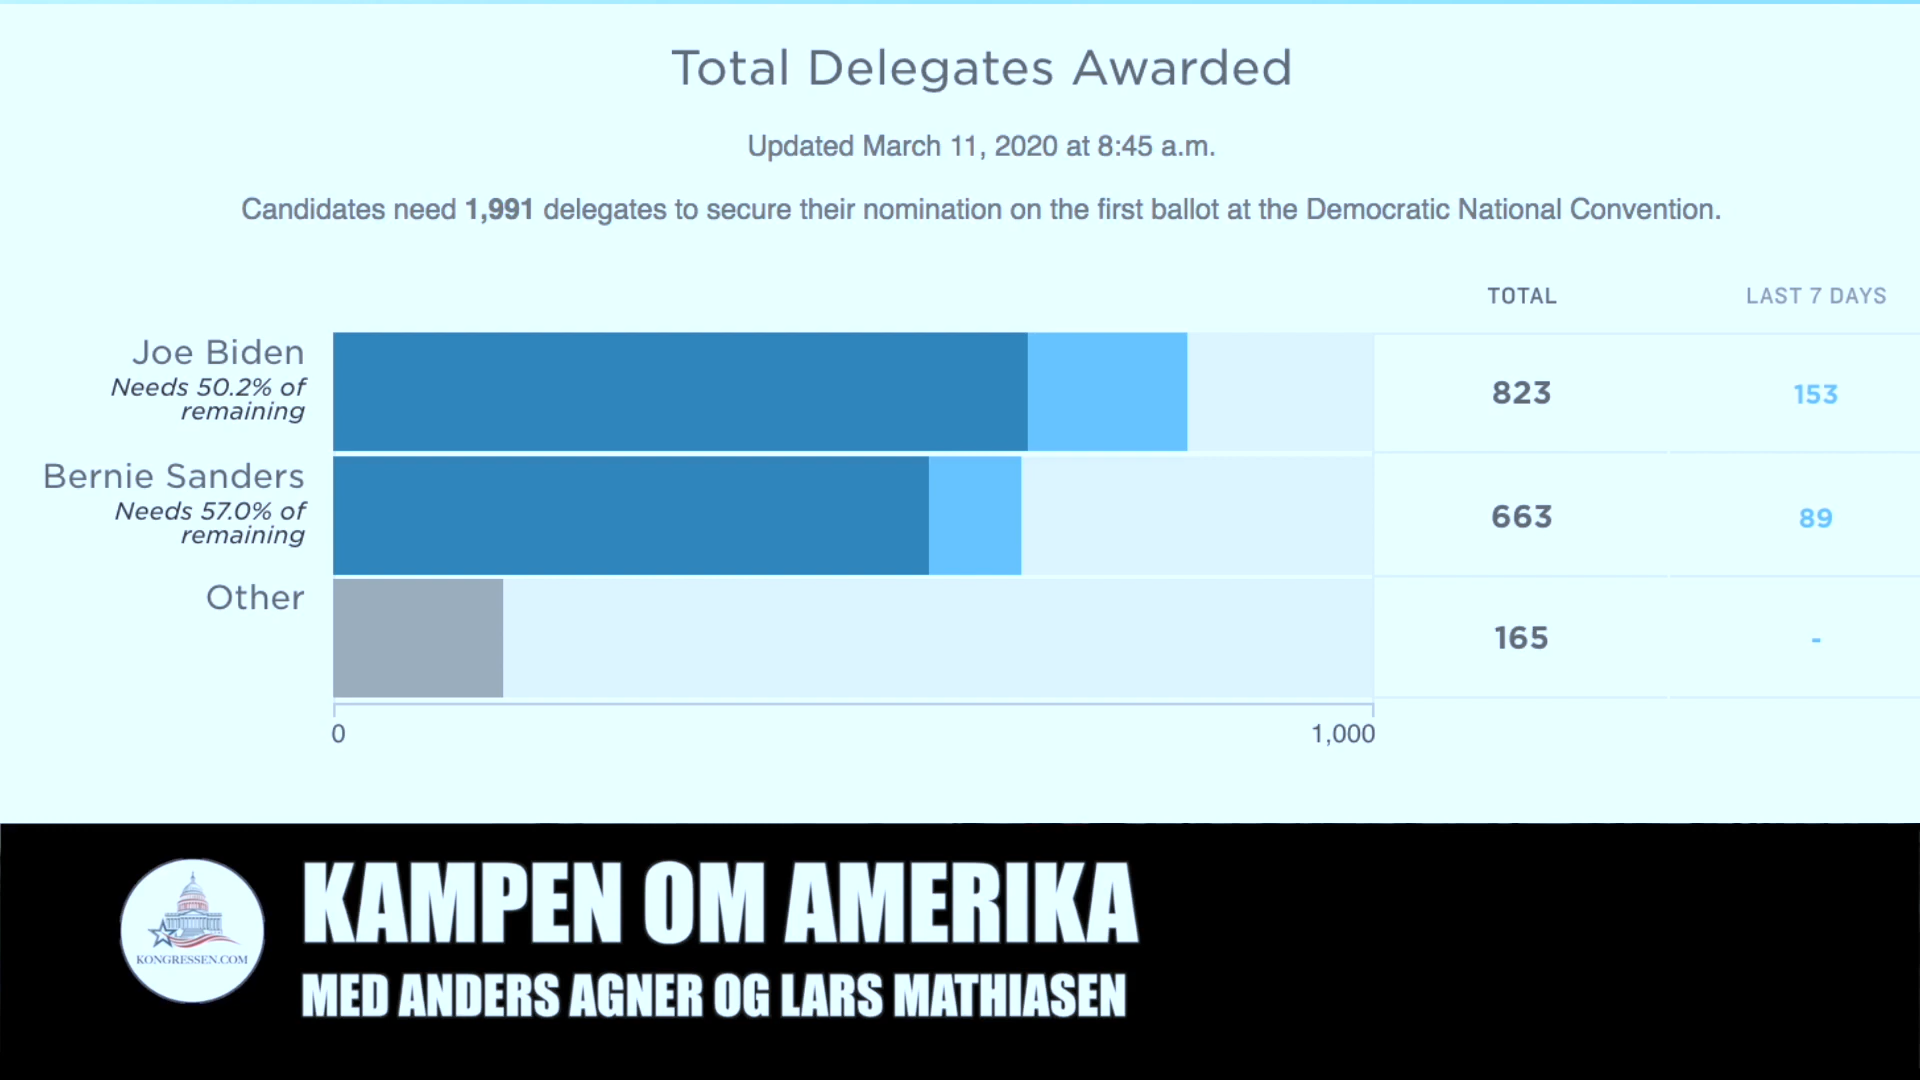 Total Delegates Awarded
Updated March 11, 2020 at 8:45 a.m.
Candidates need 1,991 delegates to secure their nomination on the first ballot at the Democratic National Convention.
TOTAL LAST 7 DAYS
Joe Biden
Needs 50.2% of
remaining
823 153
Bernie Sanders
Needs 57.0% of
remaining
663 89
Other
165 -
0 1,000
KONGRESSEN.COM
KAMPEN OM AMERIKA
MED ANDERS AGNER OG LARS MATHIASEN